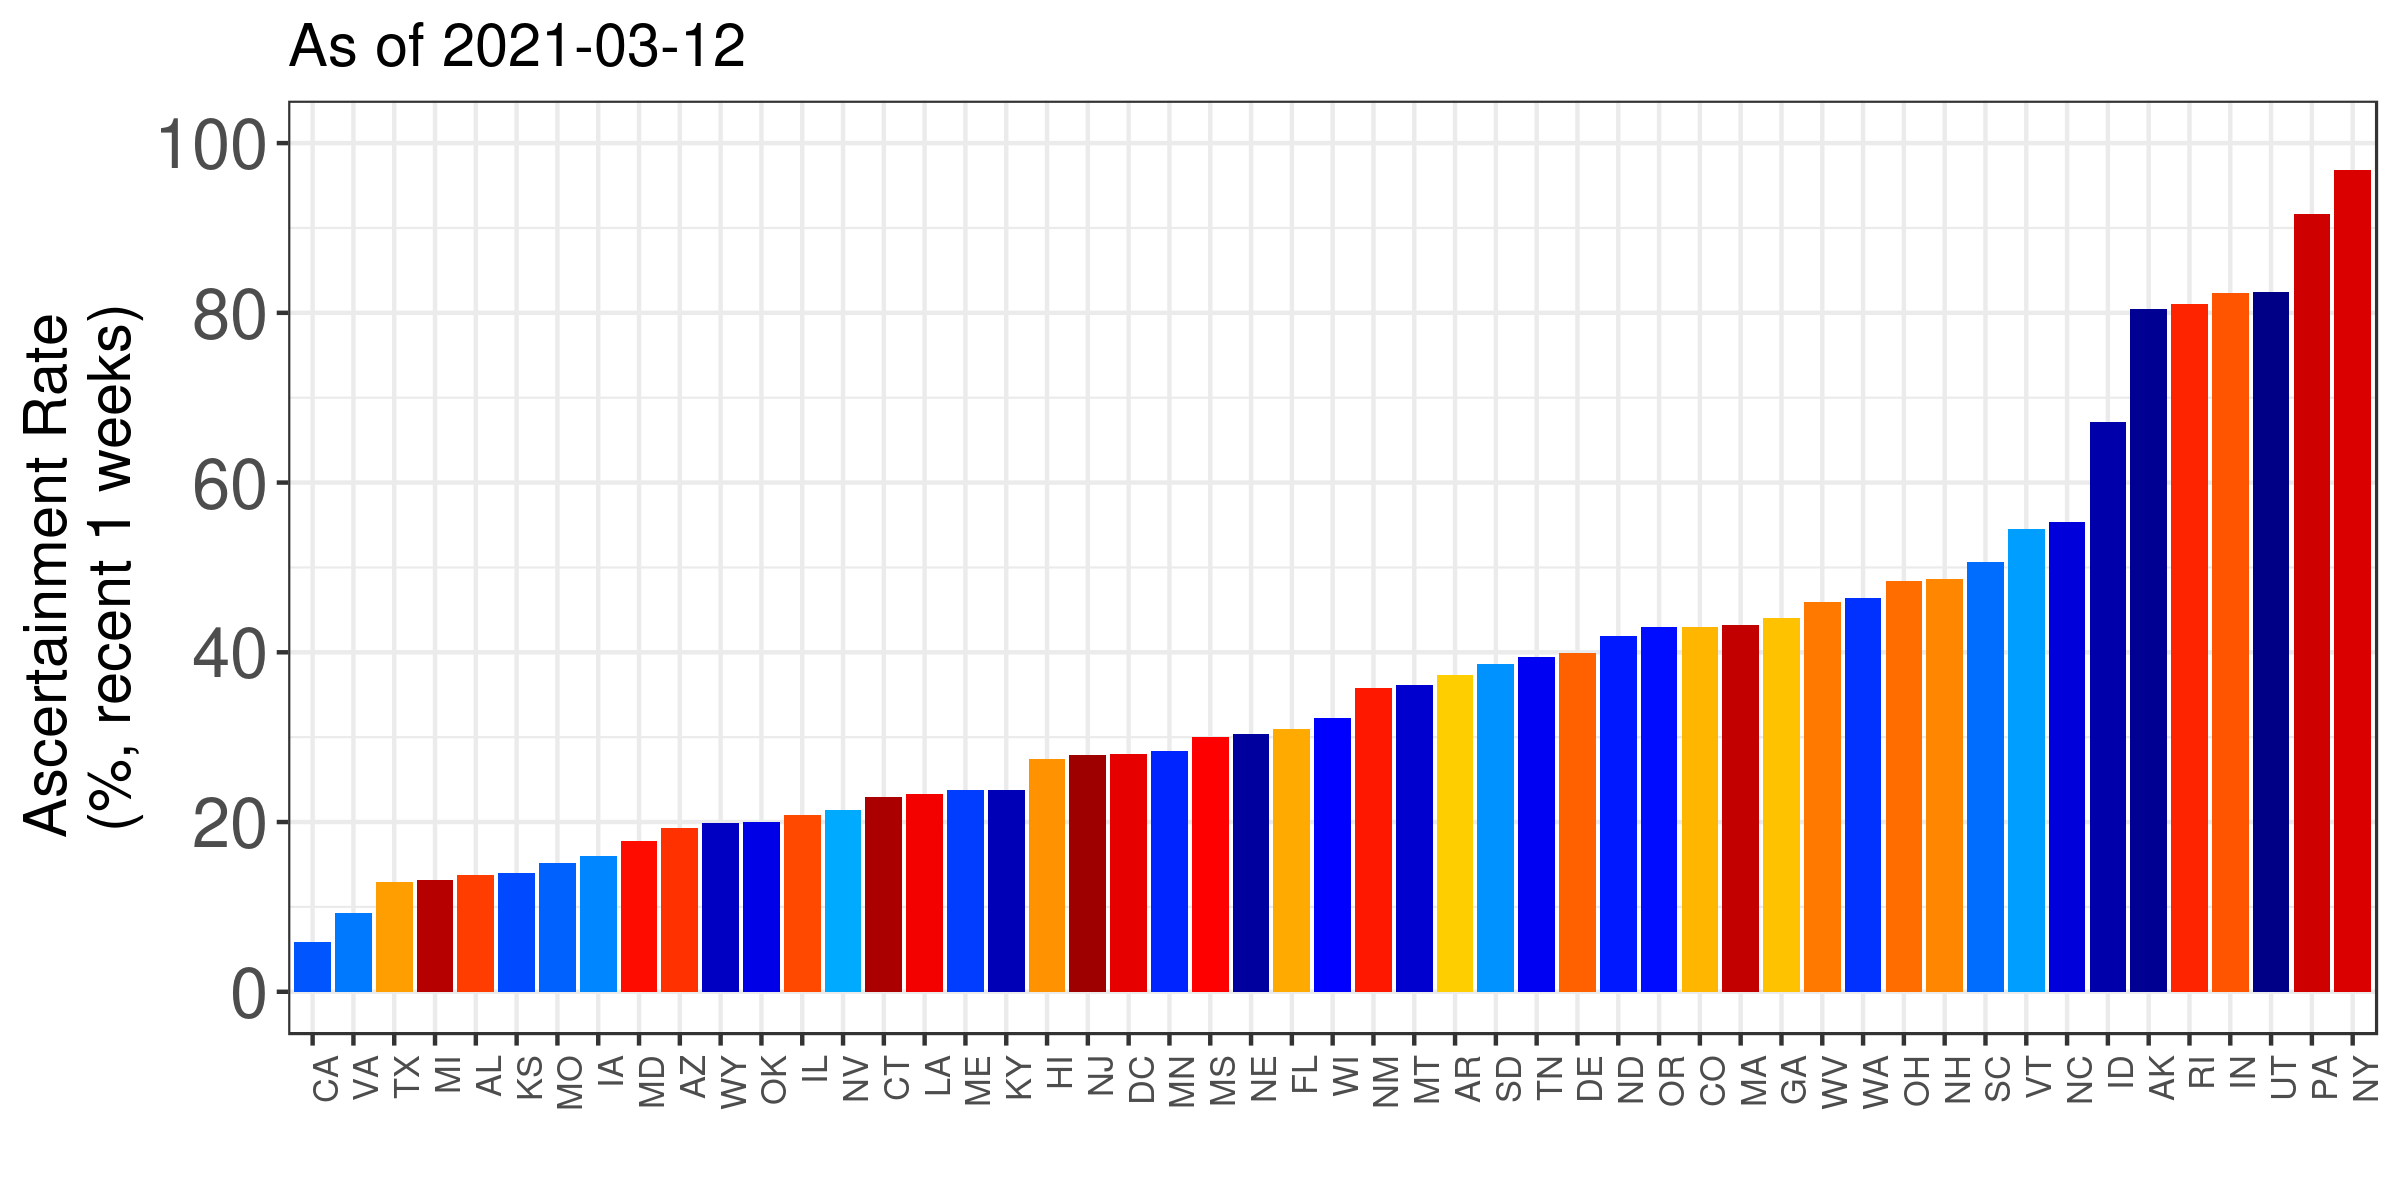 As of 2021-03-12
Ascertainment Rate
(%, recent 1 weeks)
100
80
60
40
20
0
CA VA TX MI AL KS MO IA MD AZ WY OK IL NV CT LA ME KY HI NJ DC MN MS NE FL WI NM MT AR SD TN DE ND OR CO MA GA WV WA OH NH SC VT NC ID AK RI IN UT PA NY